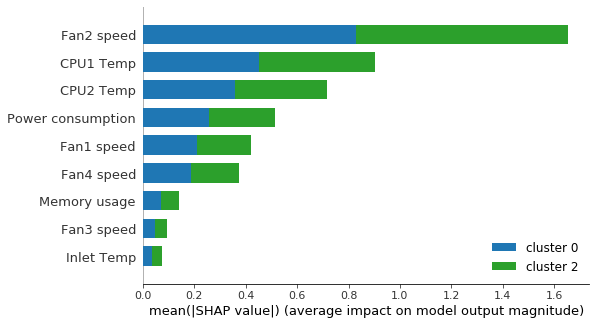 Fan2 speed
CPU1 Temp
CPU2 Temp
Power consumption
Fan1 speed
Fan4 speed
Memory usage
Fan3 speed
Inlet Temp
cluster 0
cluster 2
0.0 0.2 0.4 0.6 0.8 1.0 1.2 1.4 1.6
mean(|SHAP value|) (average impact on model output magnitude)